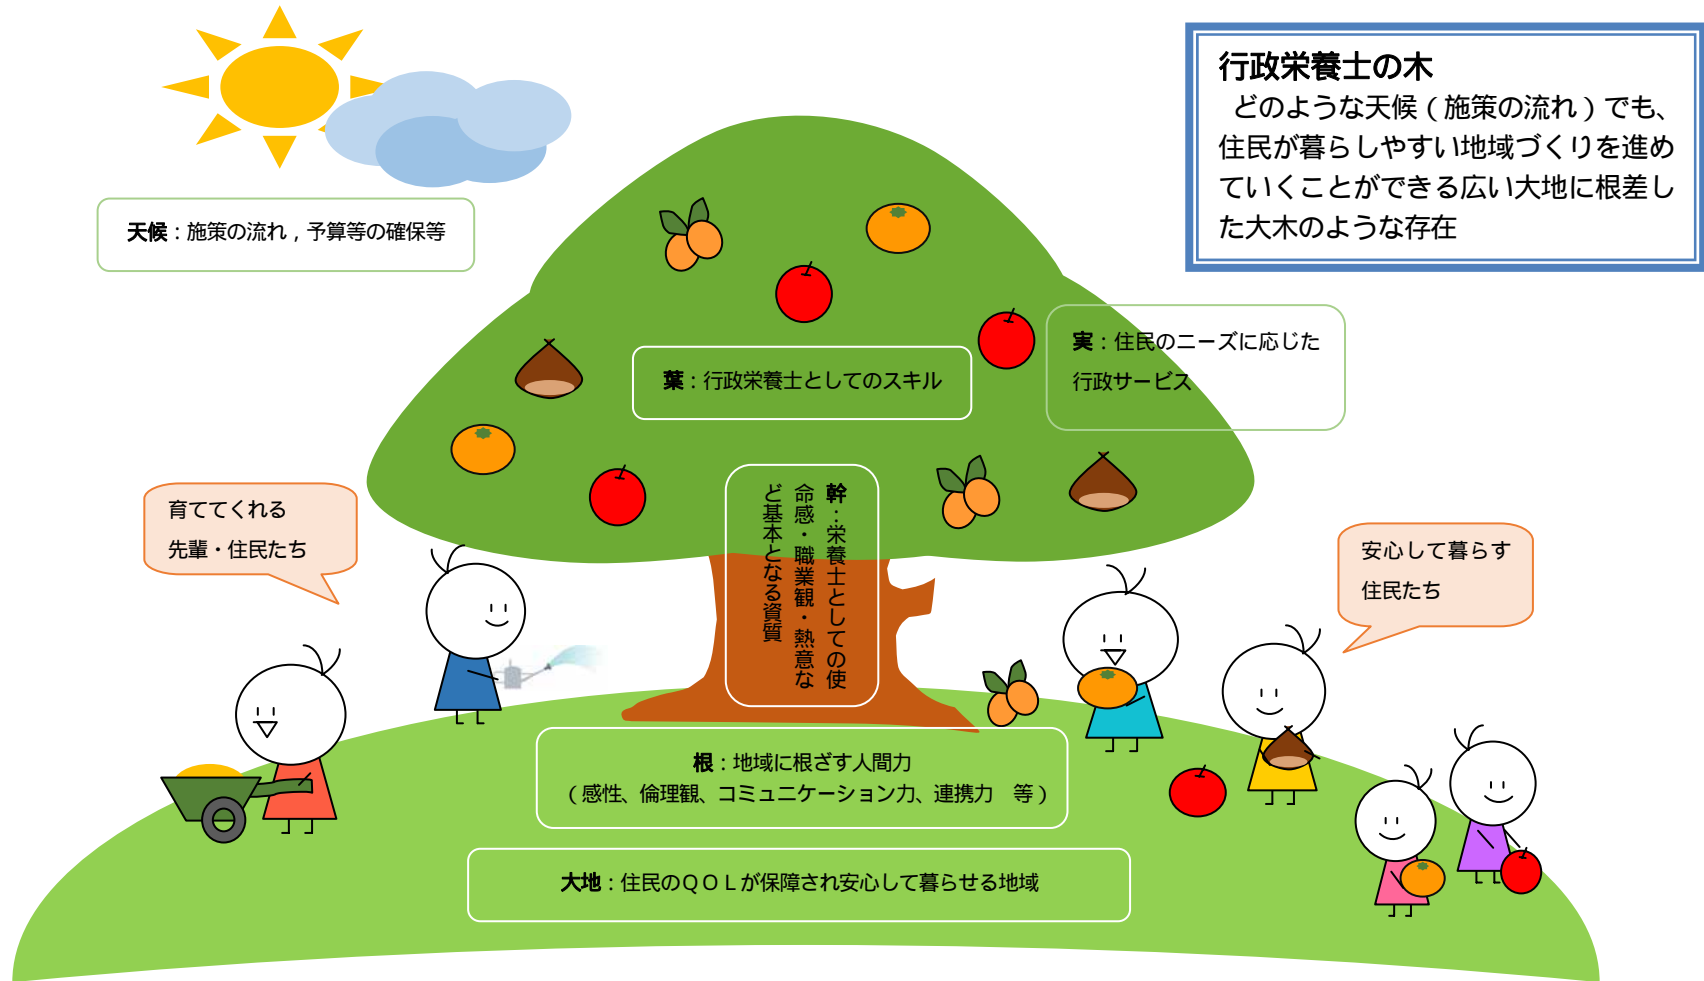 行政栄養士の木
どのような天候（施策の流れ）でも、
住民が暮らしやすい地域づくりを進め
ていくことができる広い大地に根差し
た大木のような存在
天候：施策の流れ，予算等の確保等
実：住民のニーズに応じた
行政サービス
葉：行政栄養士としてのスキル
幹：栄養士としての使
命感・職業観・熱意な
ど基本となる資質
育ててくれる
先輩・住民たち
安心して暮らす
住民たち
根：地域に根ざす人間力
（感性、倫理観、コミュニケーション力、連携力　等）
大地：住民のＱＯＬが保障され安心して暮らせる地域